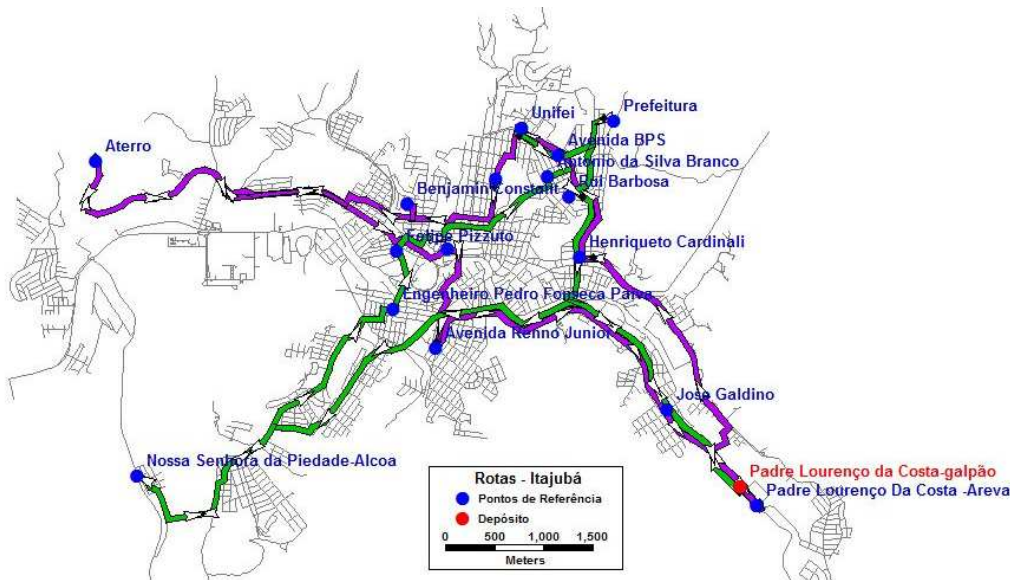 Prefeitura
Unifei
Avenida BPS
Aterro
Antonio da Silva Branco
Benjamin Constant
Rui Barbosa
Felipe Pizzuto
Henriqueto Cardinali
Engenheiro Pedro Fonseca Paiva
Avenida Renno Junior
Jose Galdino
Nossa Senhora da Piedade-Alcoa
Padre Lourenço da Costa-galpão
Padre Lourenço Da Costa -Areva
Rotas - Itajubá
Pontos de Referência
Depósito
0 500 1,000 1,500
Meters